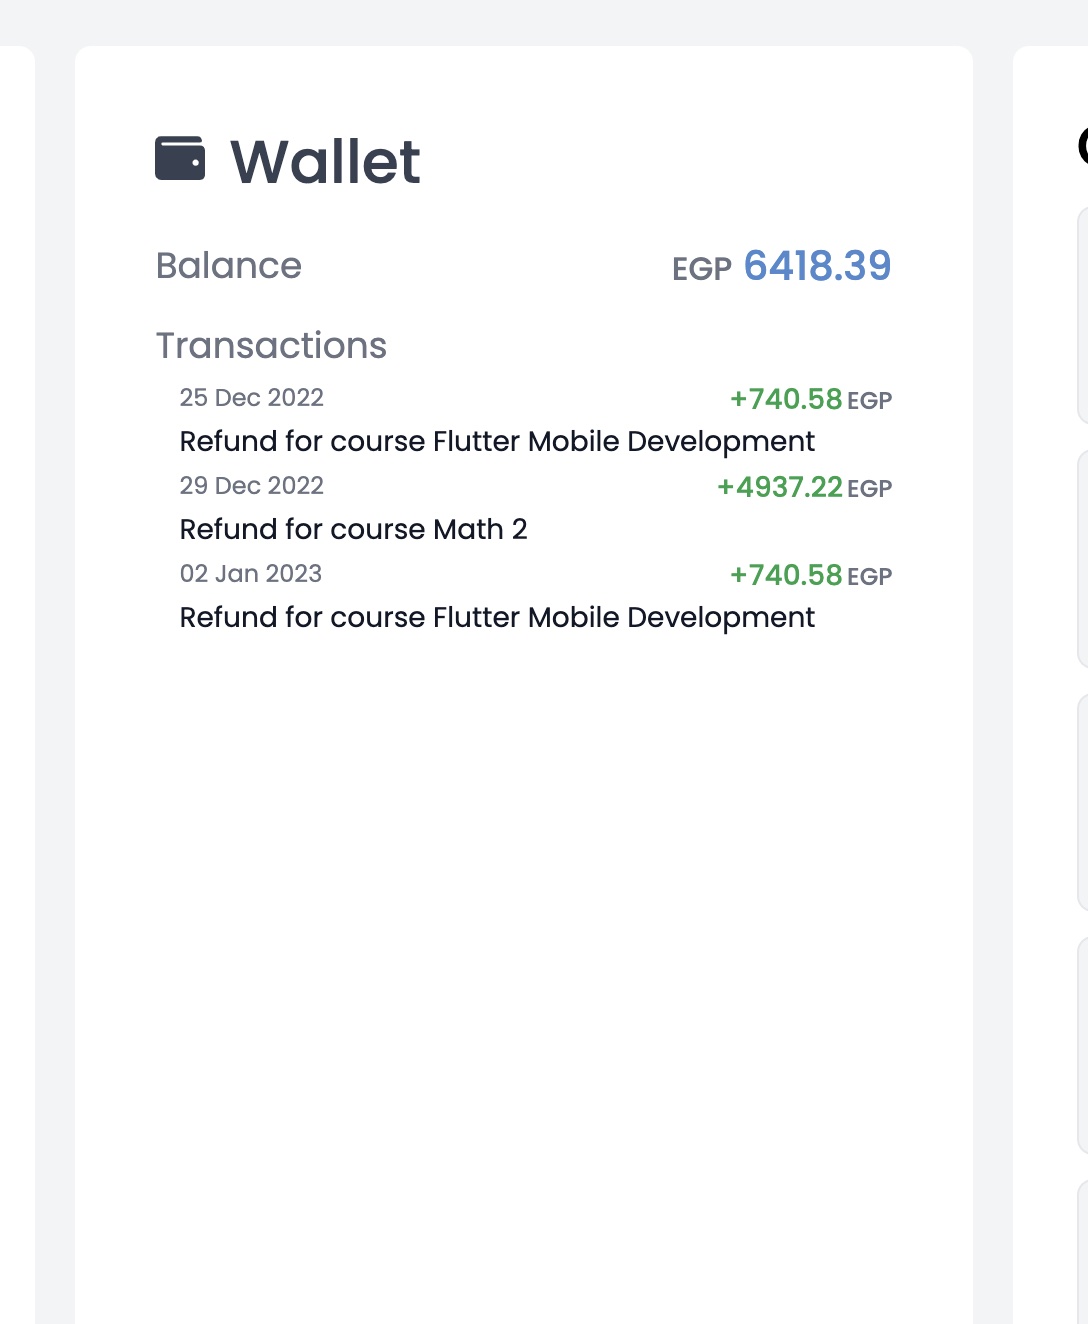 Wallet
Balance EGP 6418.39
Transactions
25 Dec 2022 +740.58 EGP
Refund for course Flutter Mobile Development
29 Dec 2022 +4937.22 EGP
Refund for course Math 2
02 Jan 2023 +740.58 EGP
Refund for course Flutter Mobile Development